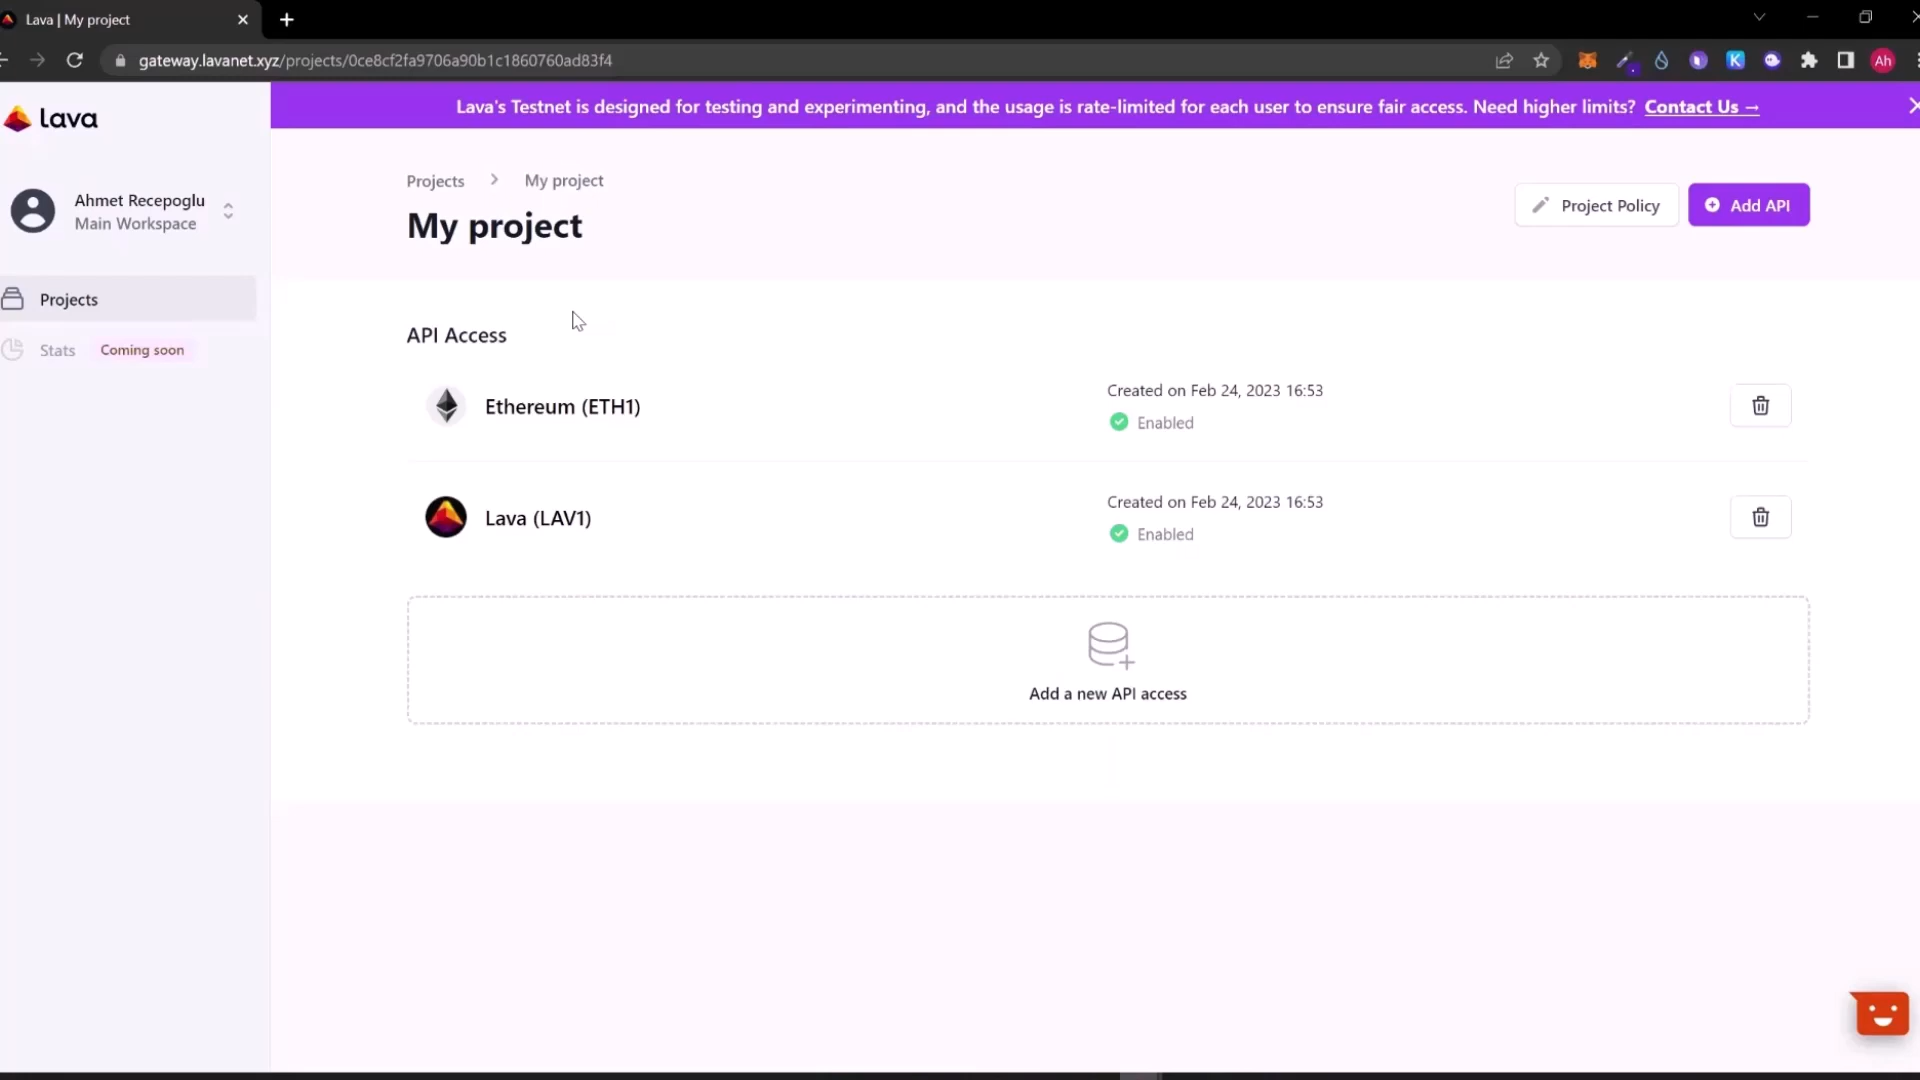 Lava | My project
gateway.lavanet.xyz/projects/0ce8cf2fa9706a90b1c1860760ad83f4
K
Ah
Lava's Testnet is designed for testing and experimenting, and the usage is rate-limited for each user to ensure fair access. Need higher limits? Contact Us →
Lava
Ahmet Recepoglu
Main Workspace
Projects
Stats Coming soon
Projects > My project
My project
Project Policy
Add API
API Access
Ethereum (ETH1)
Created on Feb 24, 2023 16:53
Enabled
Lava (LAV1)
Created on Feb 24, 2023 16:53
Enabled
Add a new API access